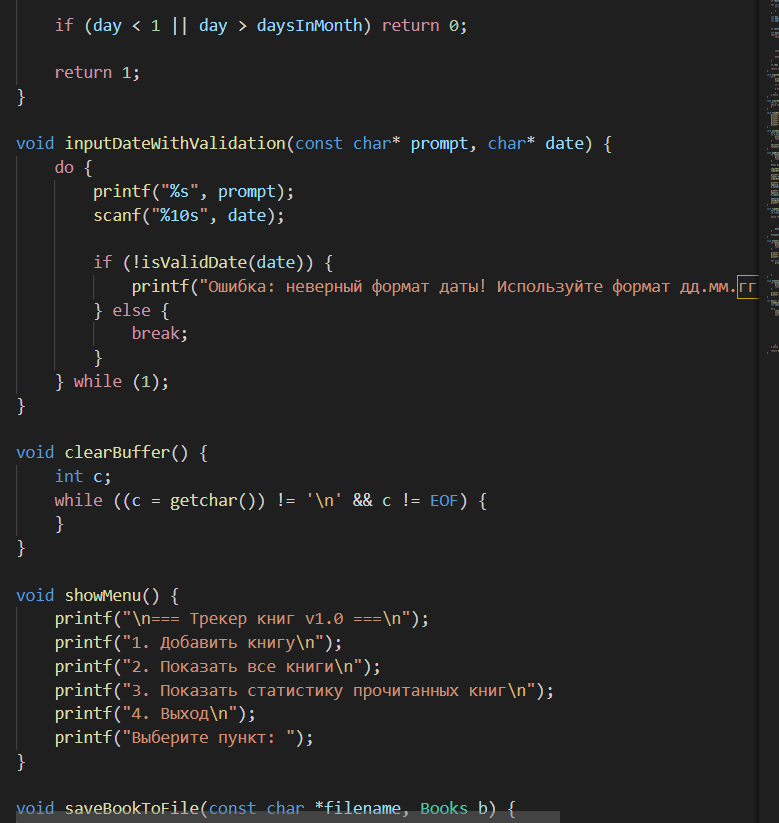 if (day < 1 || day > daysInMonth) return 0;
return 1;
}
void inputDateWithValidation(const char* prompt, char* date) {
do {
printf("%s", prompt);
scanf("%10s", date);
if (!isValidDate(date)) {
printf("Ошибка: неверный формат даты! Используйте формат дд.мм.гг
} else {
break;
}
} while (1);
}
void clearBuffer() {
int c;
while ((c = getchar()) != '\n' && c != EOF) {
}
}
void showMenu() {
printf("\n=== Трекер книг v1.0 ===\n");
printf("1. Добавить книгу\n");
printf("2. Показать все книги\n");
printf("3. Показать статистику прочитанных книг\n");
printf("4. Выход\n");
printf("Выберите пункт: ");
}
void saveBookToFile(const char *filename, Books b) {